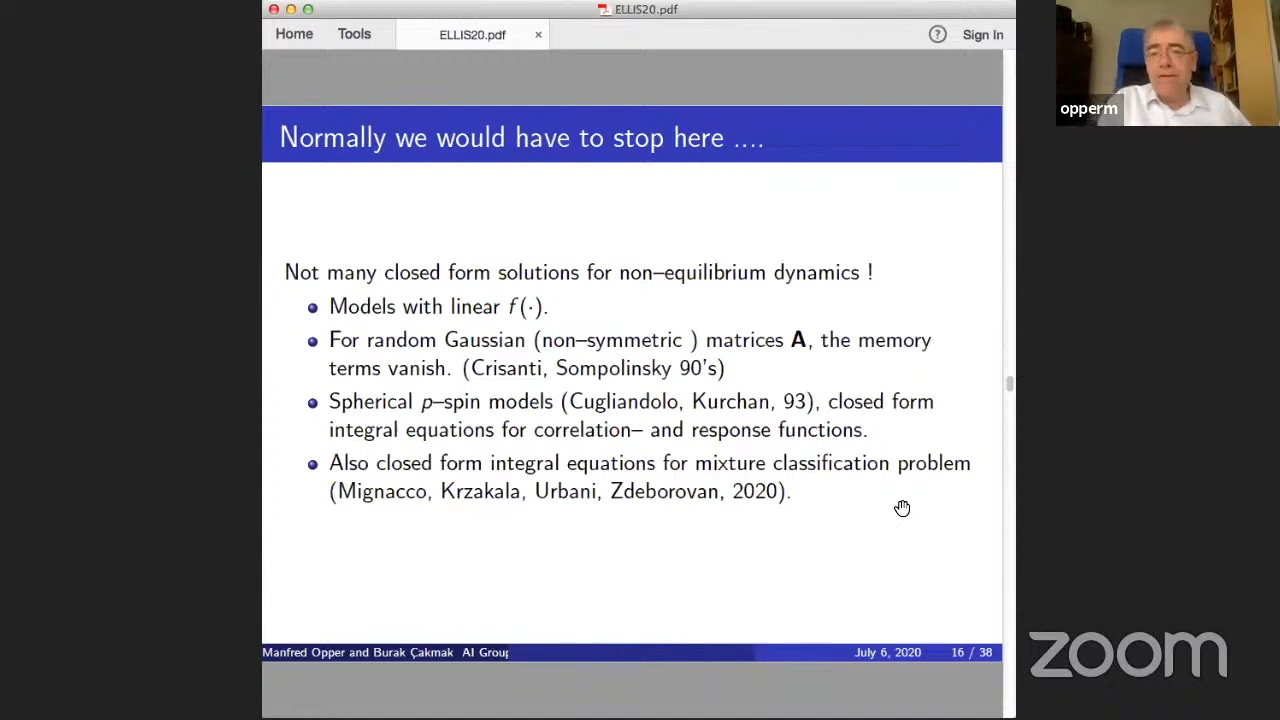 ELLIS20.pdf
Home Tools ELLIS20.pdf × ? Sign In
opperm
Normally we would have to stop here ....
Not many closed form solutions for non–equilibrium dynamics !
Models with linear f(·).
For random Gaussian (non–symmetric ) matrices A, the memory
terms vanish. (Crisanti, Sompolinsky 90's)
Spherical p–spin models (Cugliandolo, Kurchan, 93), closed form
integral equations for correlation– and response functions.
Also closed form integral equations for mixture classification problem
(Mignacco, Krzakala, Urbani, Zdeborovan, 2020).
Manfred Opper and Burak Çakmak AI Group July 6, 2020 16 / 38
zoom